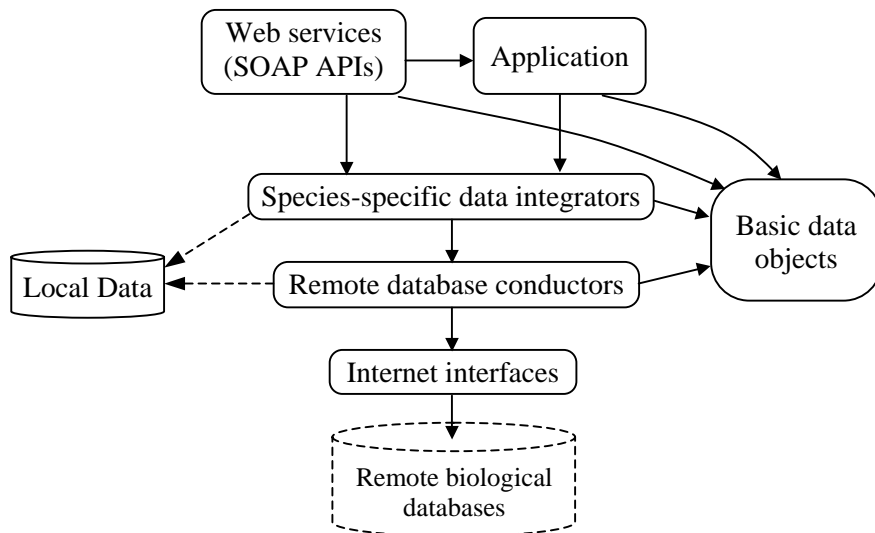 Web services
(SOAP APIs)
Application
Species-specific data integrators
Basic data
objects
Local Data
Remote database conductors
Internet interfaces
Remote biological
databases